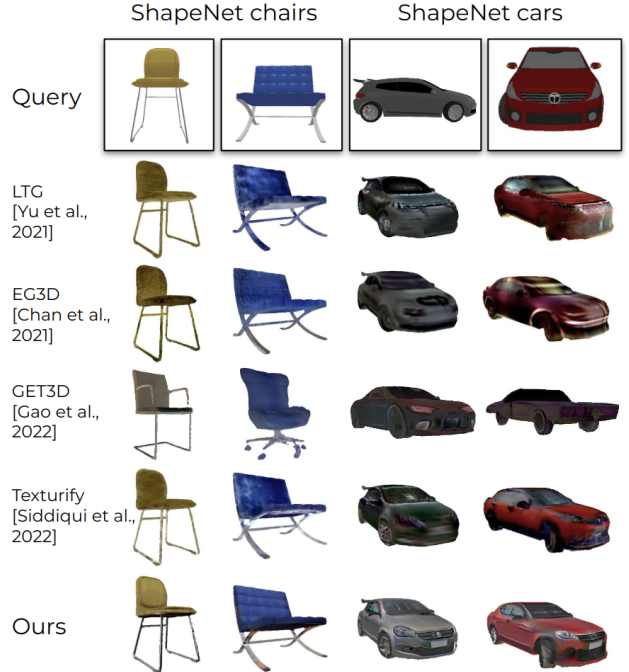 ShapeNet chairs
ShapeNet cars
Query
LTG
[Yu et al.,
2021]
EG3D
[Chan et al.,
2021]
GET3D
[Gao et al.,
2022]
Texturify
[Siddiqui et al.,
2022]
Ours